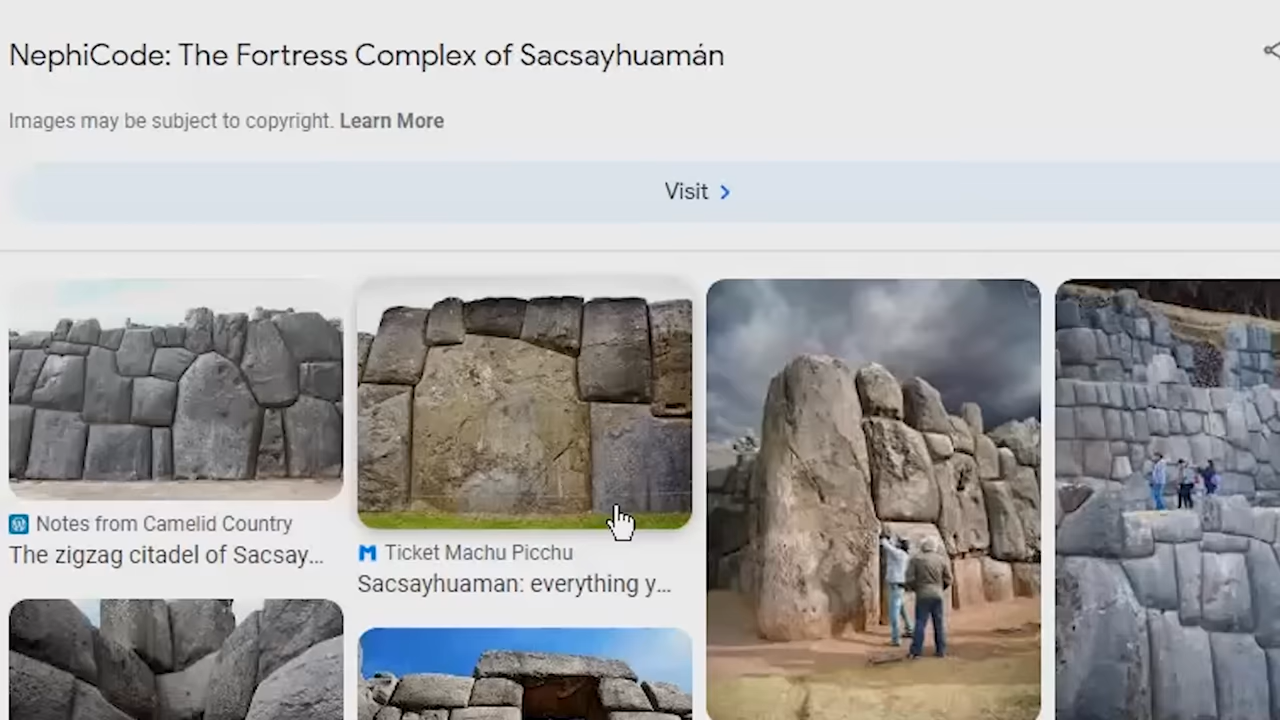 NephiCode: The Fortress Complex of Sacsayhuamán
Images may be subject to copyright. Learn More
Visit
Notes from Camelid Country
The zigzag citadel of Sacsay...
Ticket Machu Picchu
Sacsayhuaman: everything y...